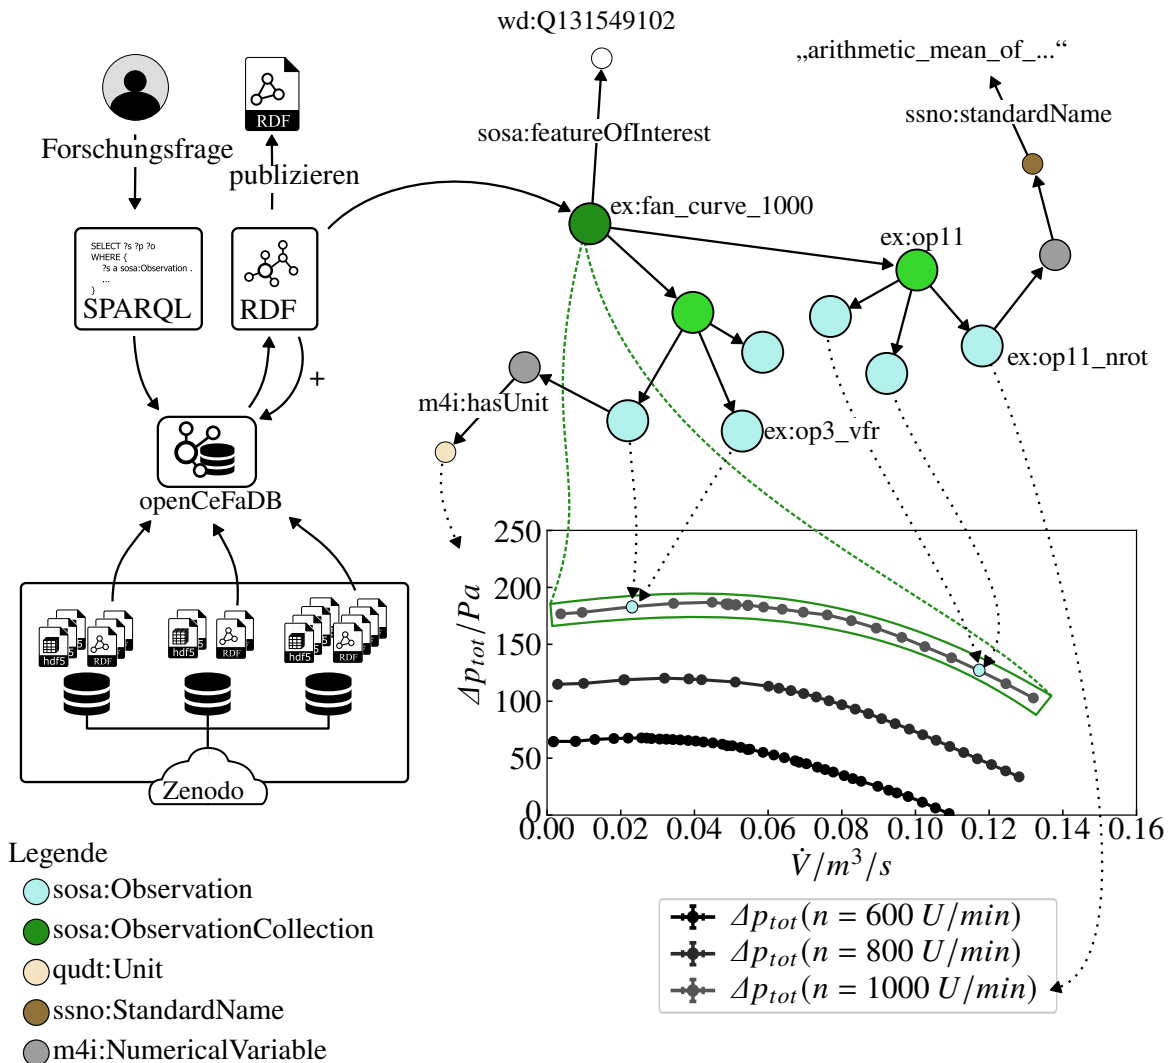 wd:Q131549102
„arithmetic_mean_of_...“
RDF
ssno:standardName
sosa:featureOfInterest
Forschungsfrage
publizieren
ex:fan_curve_1000
ex:op11
SELECT ?s ?p ?o
WHERE {
?s a sosa:Observation .
...
}
SPARQL
RDF
ex:op11_nrot
+
m4i:hasUnit
ex:op3_vfr
openCeFaDB
hdf5
RDF
hdf5
RDF
hdf5
RDF
Zenodo
250
200
150
100
50
0
Δp_tot/Pa
0.00 0.02 0.04 0.06 0.08 0.10 0.12 0.14 0.16
V̇/m³/s
Δp_tot(n = 600 U/min)
Δp_tot(n = 800 U/min)
Δp_tot(n = 1000 U/min)
Legende
sosa:Observation
sosa:ObservationCollection
qudt:Unit
ssno:StandardName
m4i:NumericalVariable